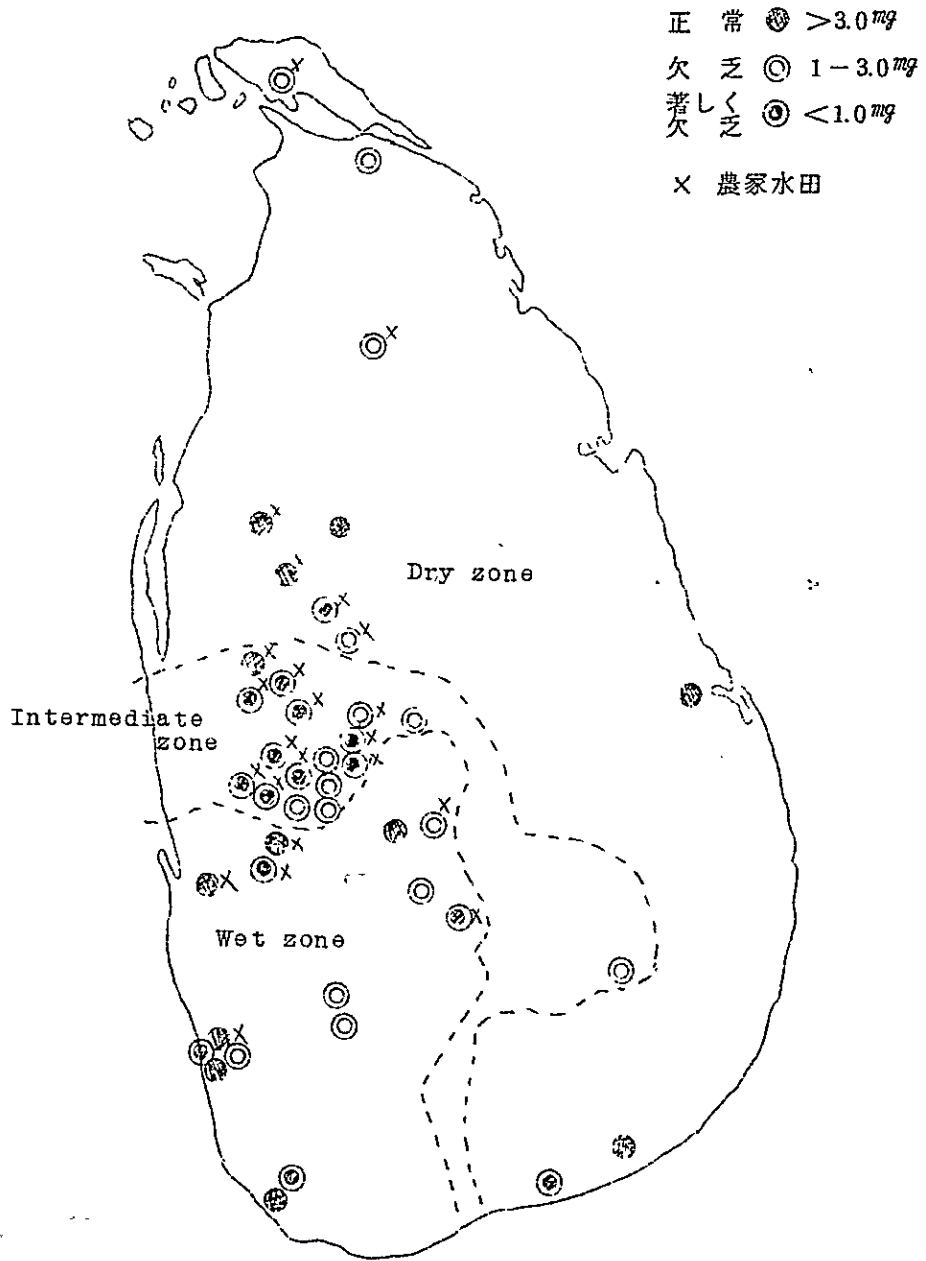 正 常 >3.0mg
欠 乏 1-3.0mg
著しく
欠 乏 <1.0mg
× 農家水田
Dry zone
Intermediate
zone
Wet zone